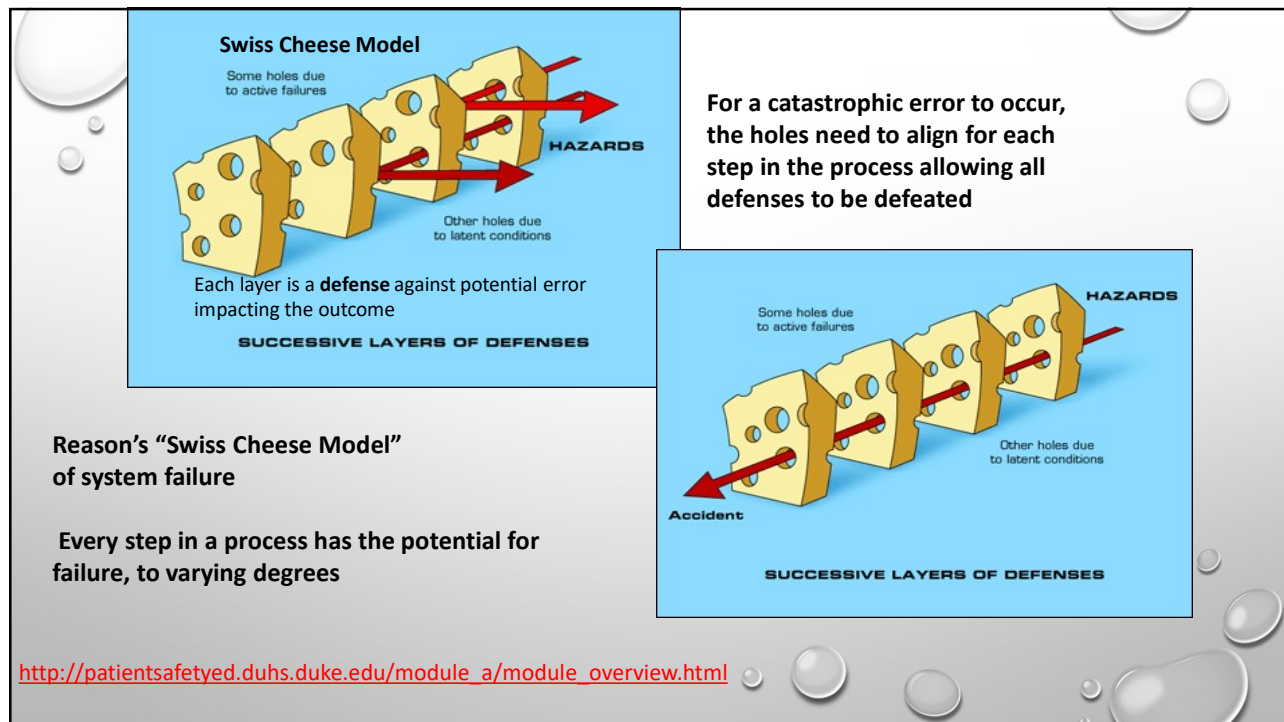 Swiss Cheese Model
Some holes due
to active failures
HAZARDS
Other holes due
to latent conditions
Each layer is a defense against potential error
impacting the outcome
SUCCESSIVE LAYERS OF DEFENSES
For a catastrophic error to occur,
the holes need to align for each
step in the process allowing all
defenses to be defeated
HAZARDS
Some holes due
to active failures
Other holes due
to latent conditions
Accident
SUCCESSIVE LAYERS OF DEFENSES
Reason’s “Swiss Cheese Model”
of system failure
Every step in a process has the potential for
failure, to varying degrees
http://patientsafetyed.duhs.duke.edu/module_a/module_overview.html